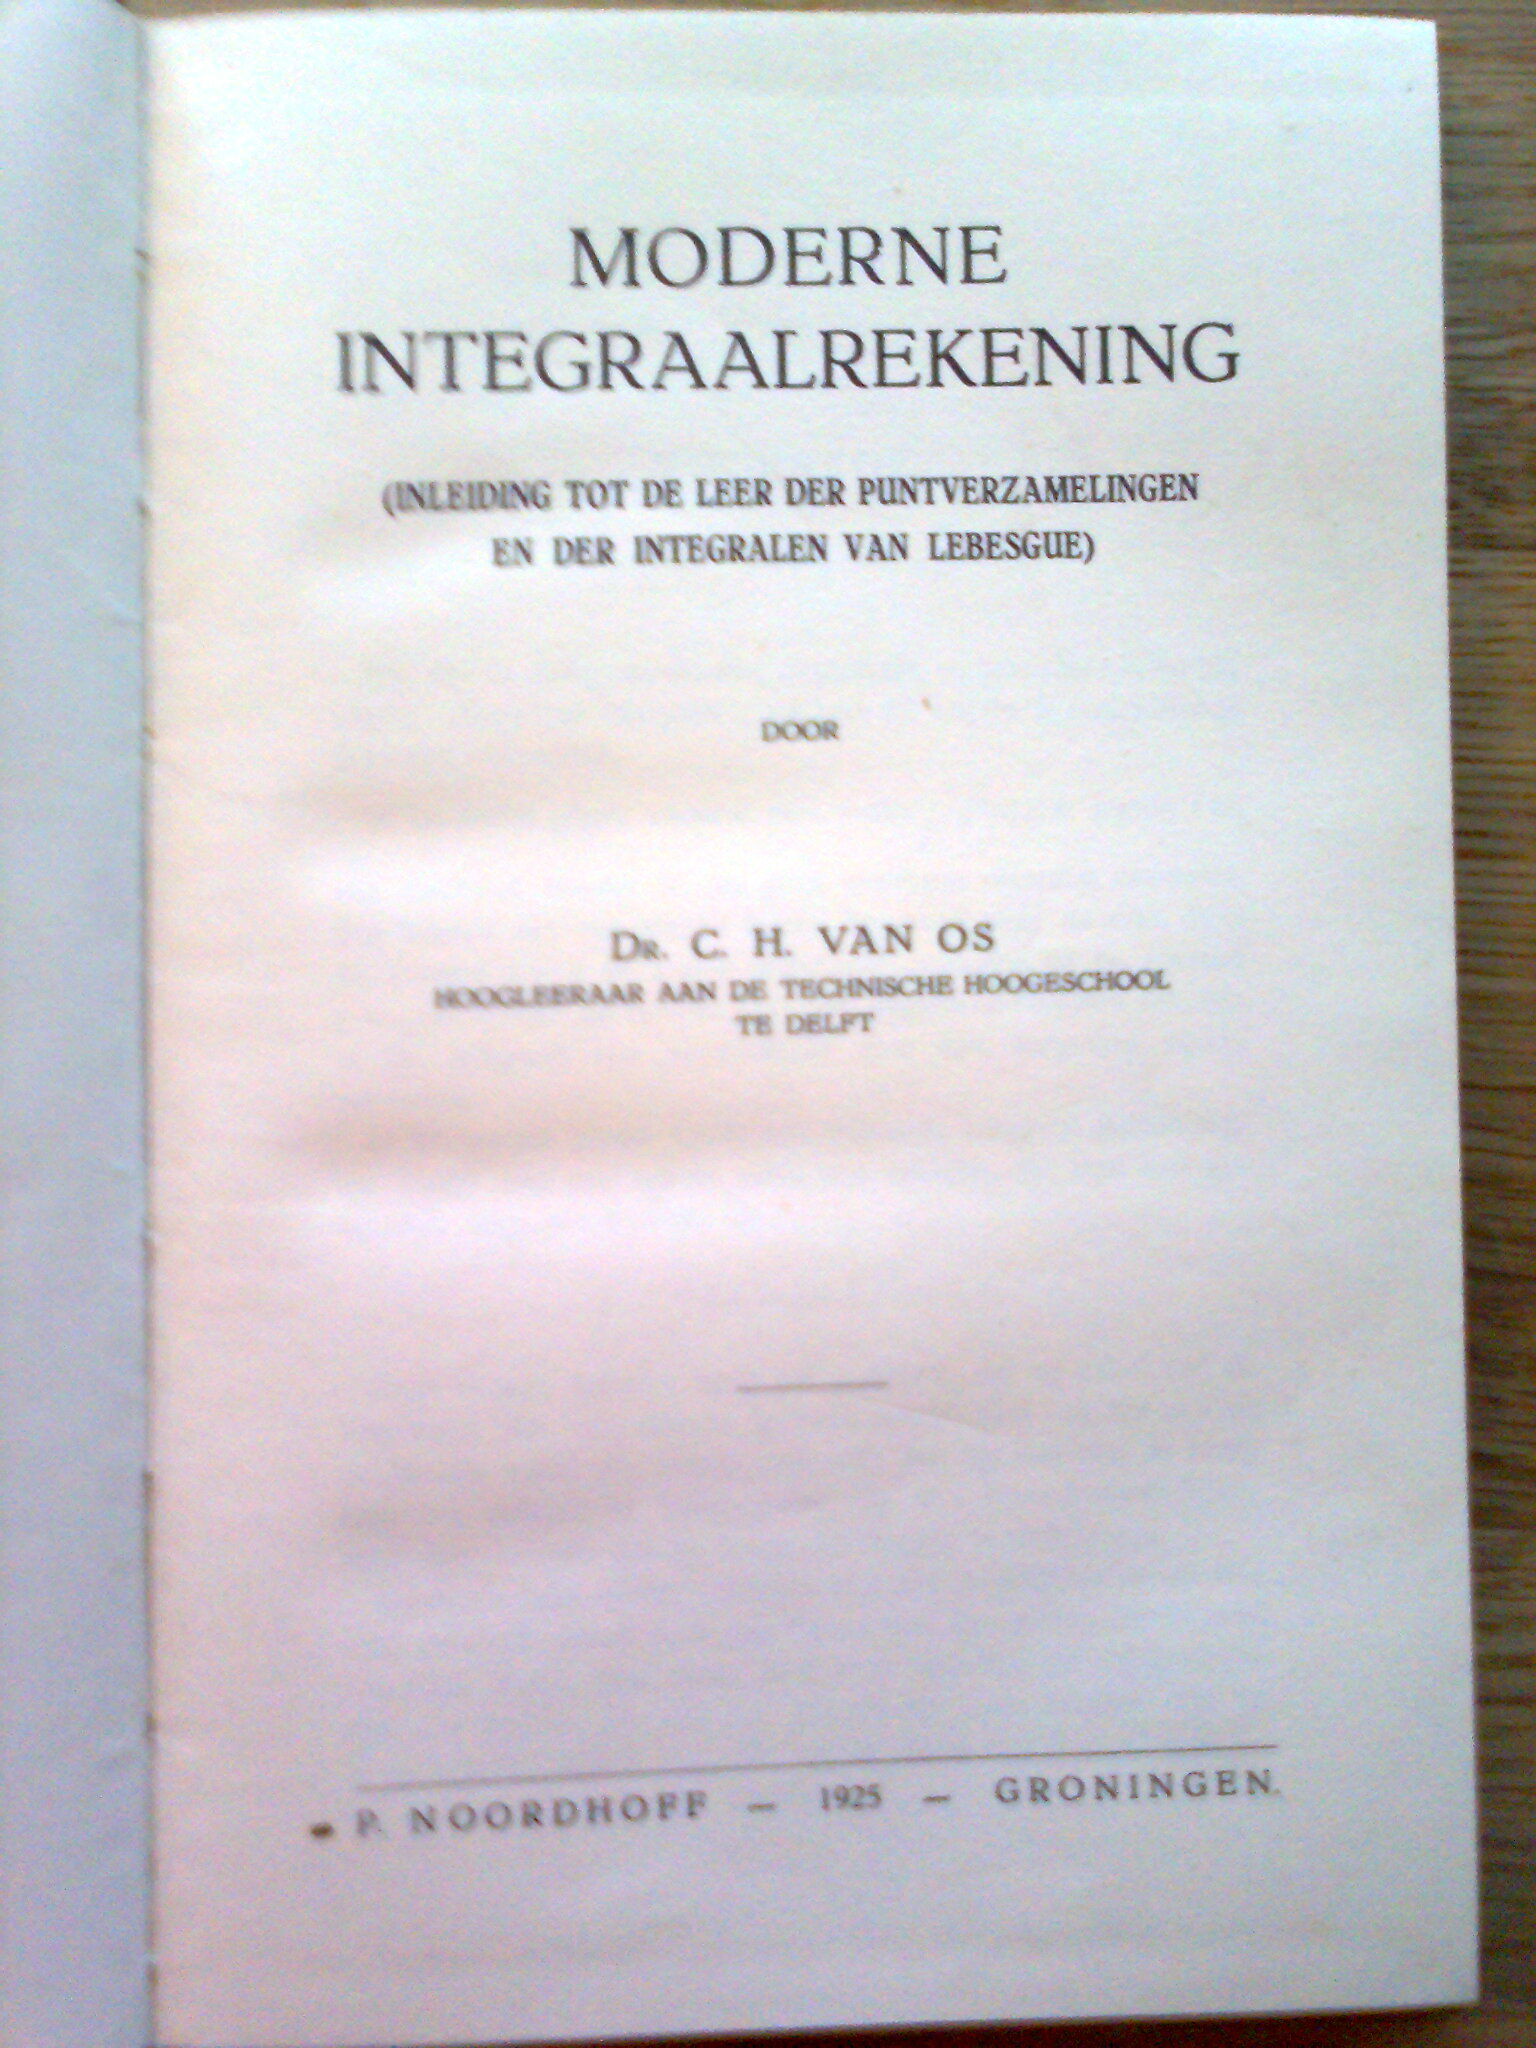 MODERNE
INTEGRAALREKENING
(INLEIDING TOT DE LEER DER PUNTVERZAMELINGEN
EN DER INTEGRALEN VAN LEBESGUE)
DOOR
DR. C. H. VAN OS
HOOGLEERAAR AAN DE TECHNISCHE HOOGESCHOOL
TE DELFT
P. NOORDHOFF — 1925 — GRONINGEN.